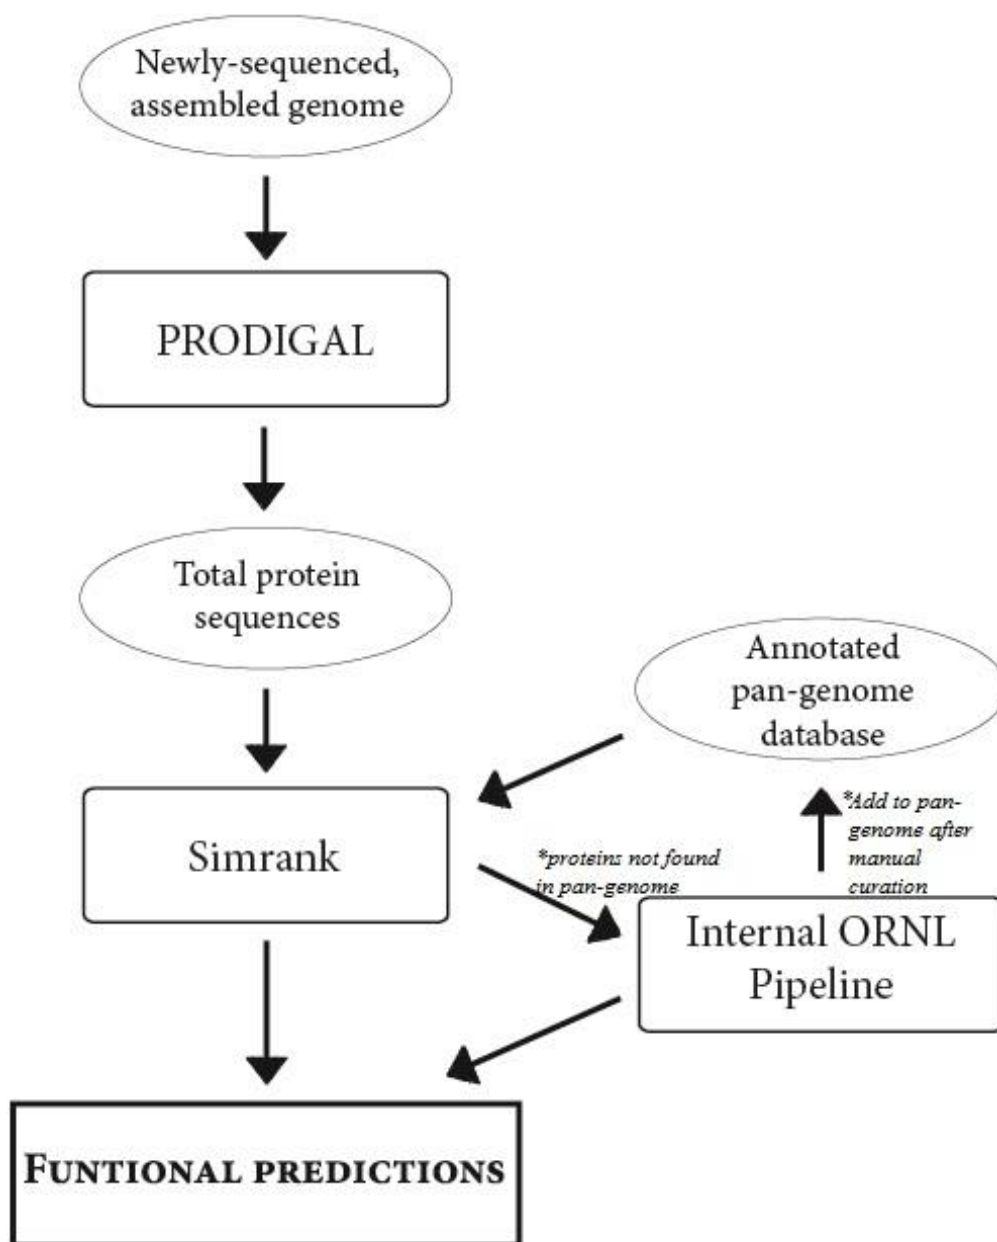 Newly-sequenced,
assembled genome
PRODIGAL
Total protein
sequences
Annotated
pan-genome
database
Simrank
*proteins not found
in pan-genome
*Add to pan-
genome after
manual
curation
Internal ORNL
Pipeline
FUNTIONAL PREDICTIONS